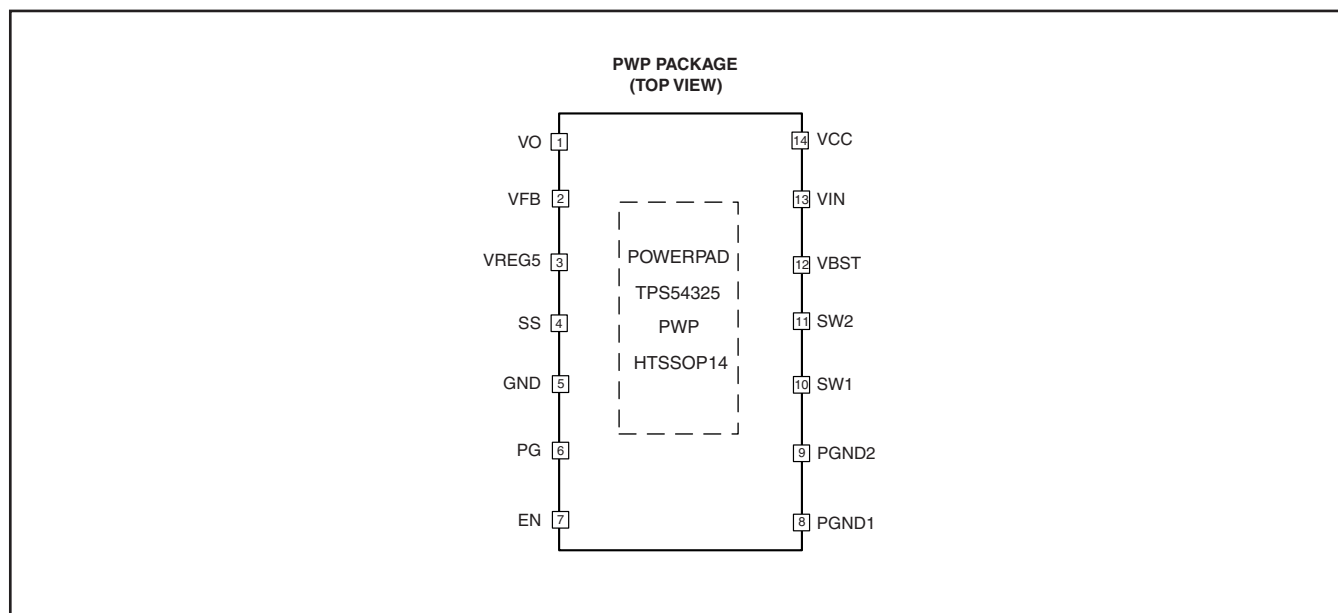 PWP PACKAGE
(TOP VIEW)
VO 1
14 VCC
VFB 2
13 VIN
VREG5 3
12 VBST
SS 4
11 SW2
GND 5
10 SW1
PG 6
9 PGND2
EN 7
8 PGND1
POWERPAD
TPS54325
PWP
HTSSOP14